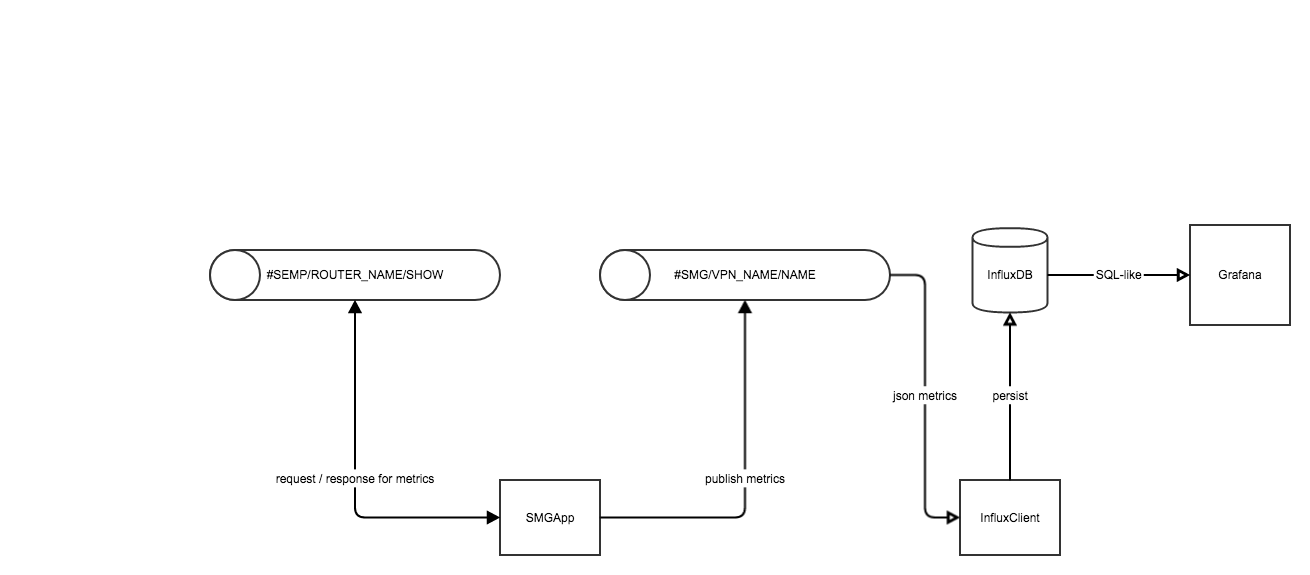 #SEMP/ROUTER_NAME/SHOW
#SMG/VPN_NAME/NAME
InfluxDB
SQL-like
Grafana
json metrics
persist
request / response for metrics
publish metrics
SMGApp
InfluxClient